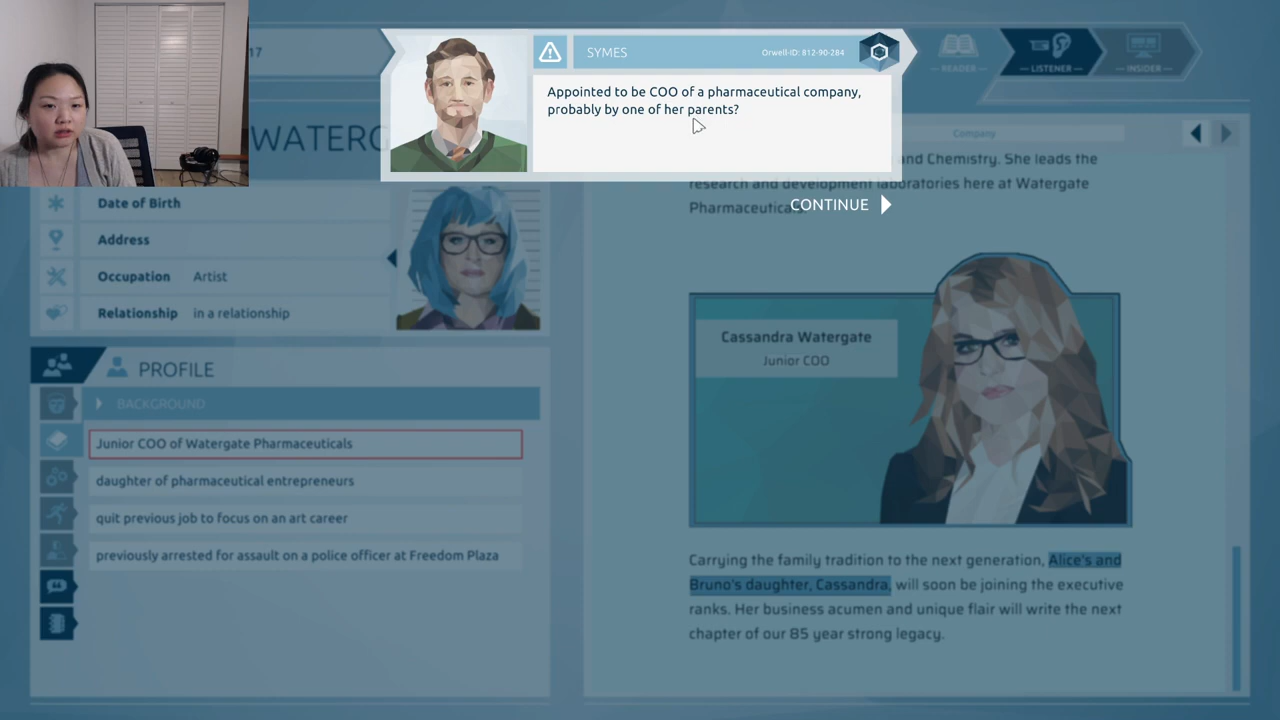 17
SYMES
Orwell-ID: 812-90-284
READER
LISTENER
INSIDER
Appointed to be COO of a pharmaceutical company,
probably by one of her parents?
CONTINUE
WATERG
Date of Birth
Address
Occupation Artist
Relationship in a relationship
PROFILE
BACKGROUND
Junior COO of Watergate Pharmaceuticals
daughter of pharmaceutical entrepreneurs
quit previous job to focus on an art career
previously arrested for assault on a police officer at Freedom Plaza
Company
and Chemistry. She leads the
research and development laboratories here at Watergate
Pharmaceuticals
Cassandra Watergate
Junior COO
Carrying the family tradition to the next generation, Alice's and
Bruno's daughter, Cassandra, will soon be joining the executive
ranks. Her business acumen and unique flair will write the next
chapter of our 85 year strong legacy.